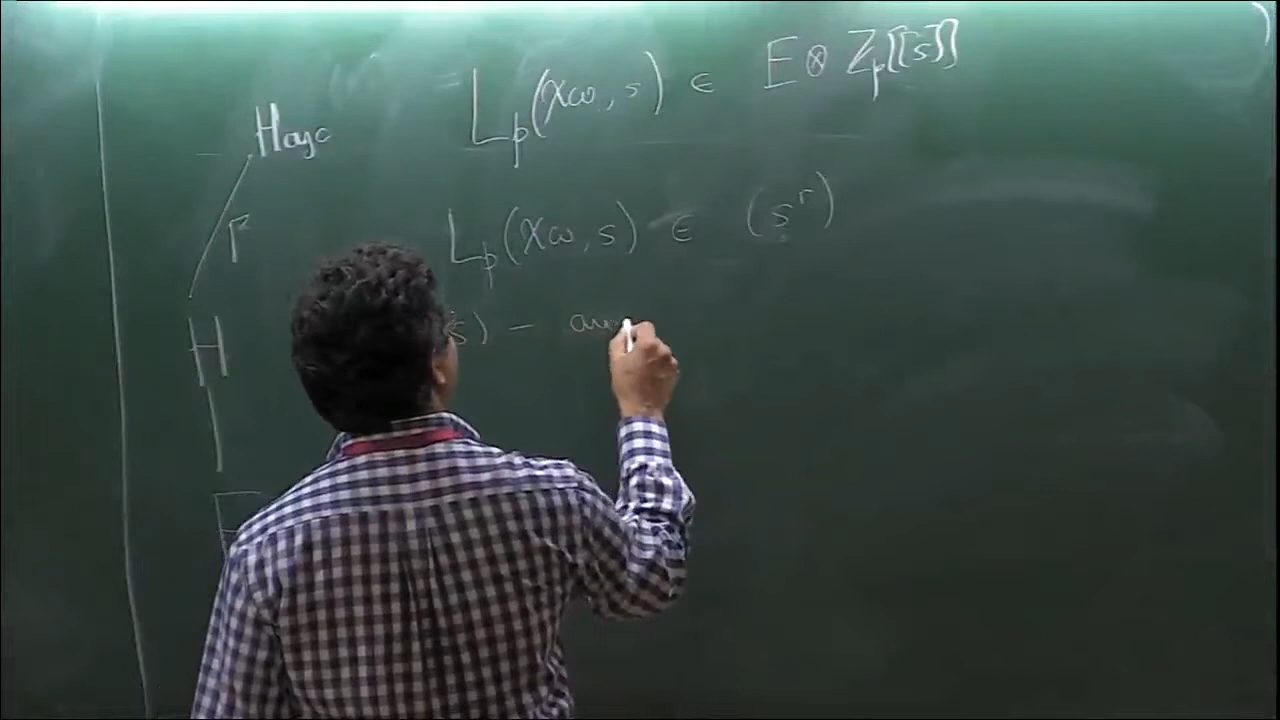 = L_p(χω, s) ∈ E ⊗ ℤ_p[[s]]
H_cyc
L_p(χω, s) ∈ (s^r)
Γ
H
s) -